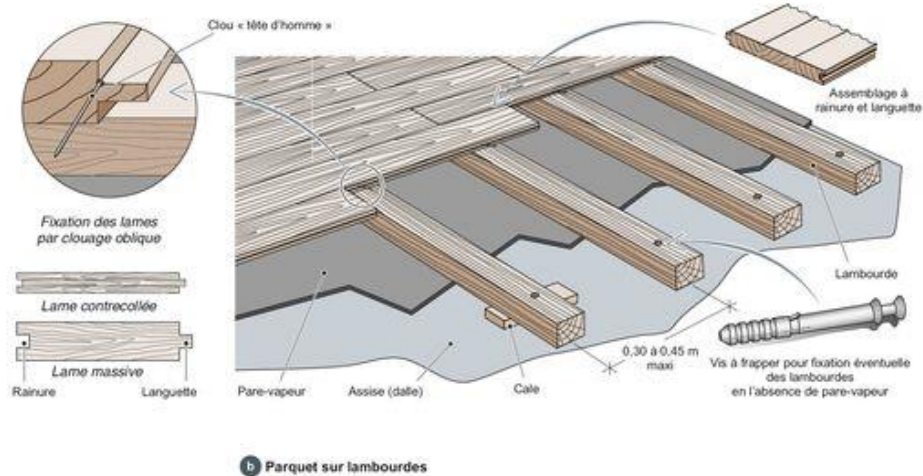 Clou « tête d'homme »
Assemblage à
rainure et languette
Fixation des lames
par clouage oblique
Lambourde
Lame contrecollée
0,30 à 0,45 m
maxi
Lame massive
Vis à frapper pour fixation éventuelle
des lambourdes
en l'absence de pare-vapeur
Rainure
Languette
Pare-vapeur
Assise (dalle)
Cale
b Parquet sur lambourdes